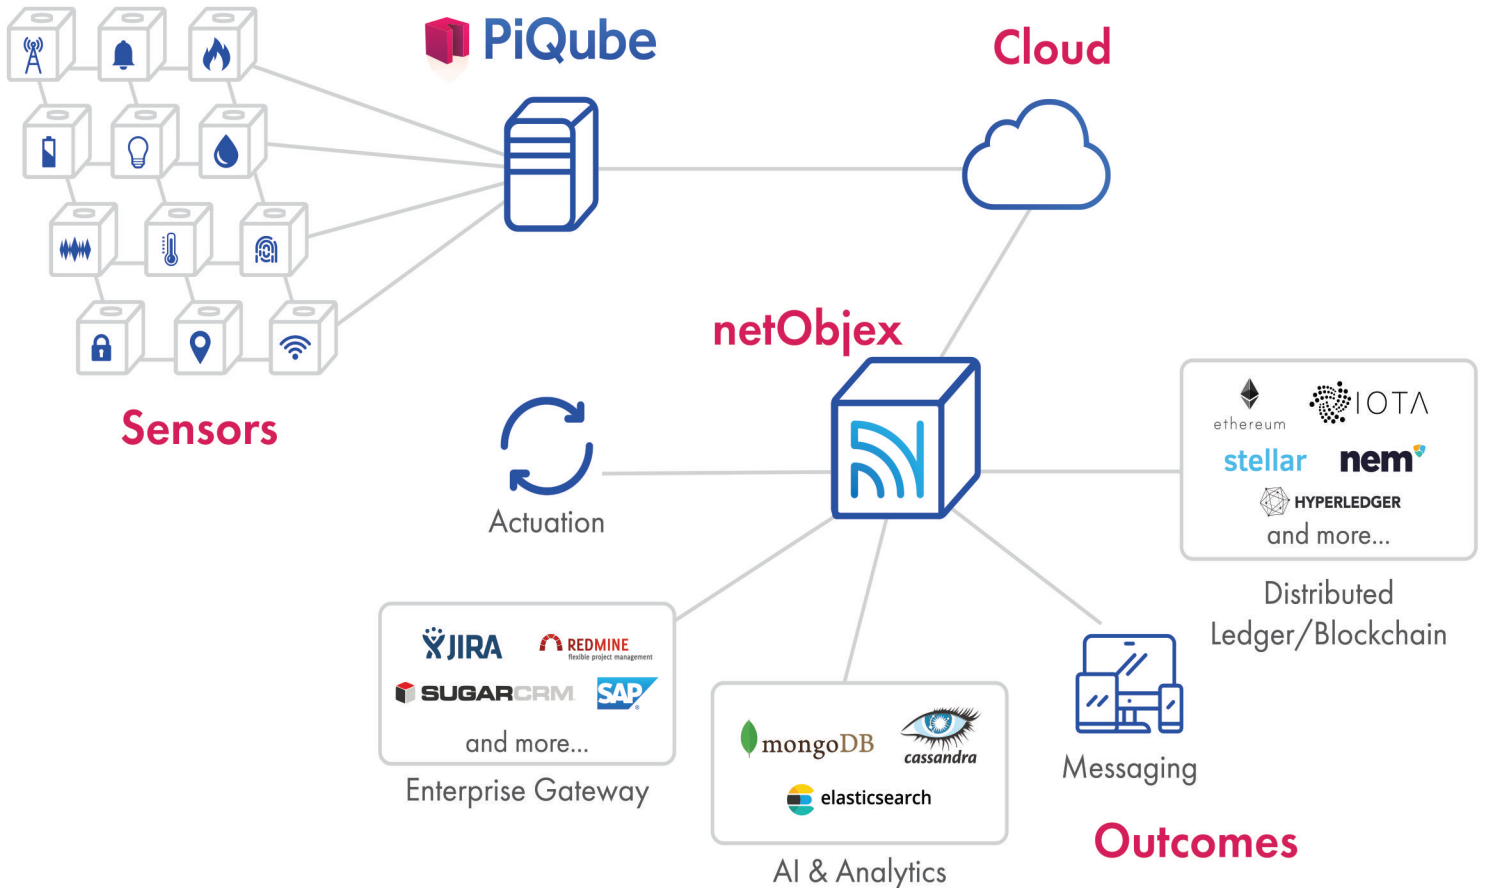 PiQube
Cloud
netObjex
Sensors
Actuation
ethereum
IOTA
stellar
nem
HYPERLEDGER
and more...
Distributed
Ledger/Blockchain
JIRA
REDMINE
flexible project management
SUGARCRM
SAP
and more...
Enterprise Gateway
mongoDB
cassandra
elasticsearch
AI & Analytics
Messaging
Outcomes